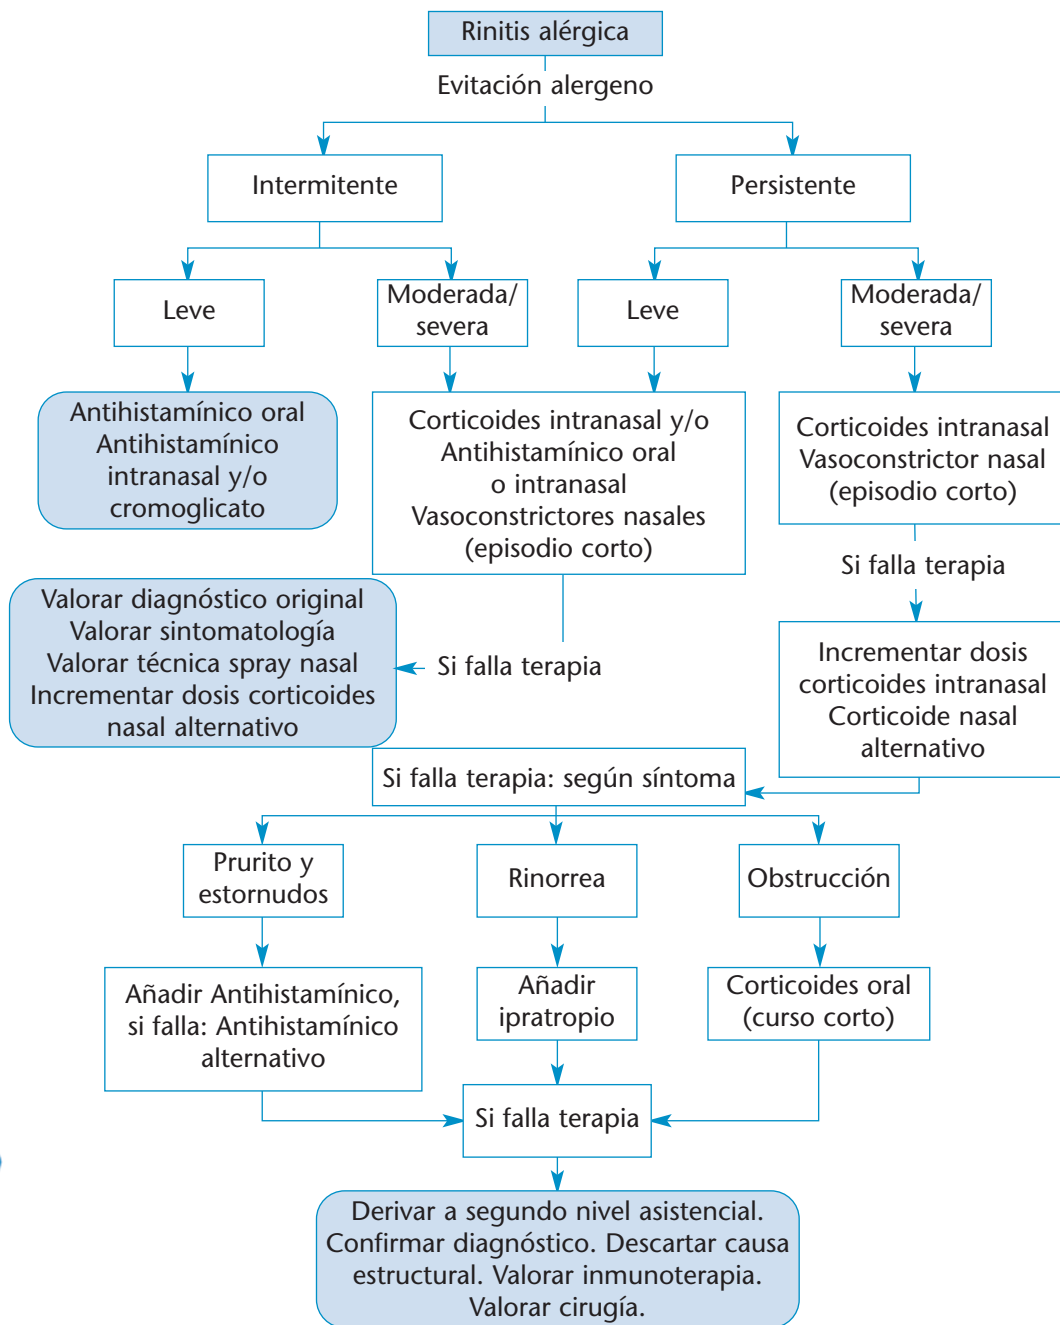 Rinitis alérgica
Evitación alergeno
Intermitente
Persistente
Leve
Moderada/
severa
Leve
Moderada/
severa
Antihistamínico oral
Antihistamínico
intranasal y/o
cromoglicato
Corticoides intranasal y/o
Antihistamínico oral
o intranasal
Vasoconstrictores nasales
(episodio corto)
Corticoides intranasal
Vasoconstrictor nasal
(episodio corto)
Si falla terapia
Valorar diagnóstico original
Valorar sintomatología
Valorar técnica spray nasal
Incrementar dosis corticoides
nasal alternativo
Si falla terapia
Incrementar dosis
corticoides intranasal
Corticoide nasal
alternativo
Si falla terapia: según síntoma
Prurito y
estornudos
Rinorrea
Obstrucción
Añadir Antihistamínico,
si falla: Antihistamínico
alternativo
Añadir
ipratropio
Corticoides oral
(curso corto)
Si falla terapia
Derivar a segundo nivel asistencial.
Confirmar diagnóstico. Descartar causa
estructural. Valorar inmunoterapia.
Valorar cirugía.